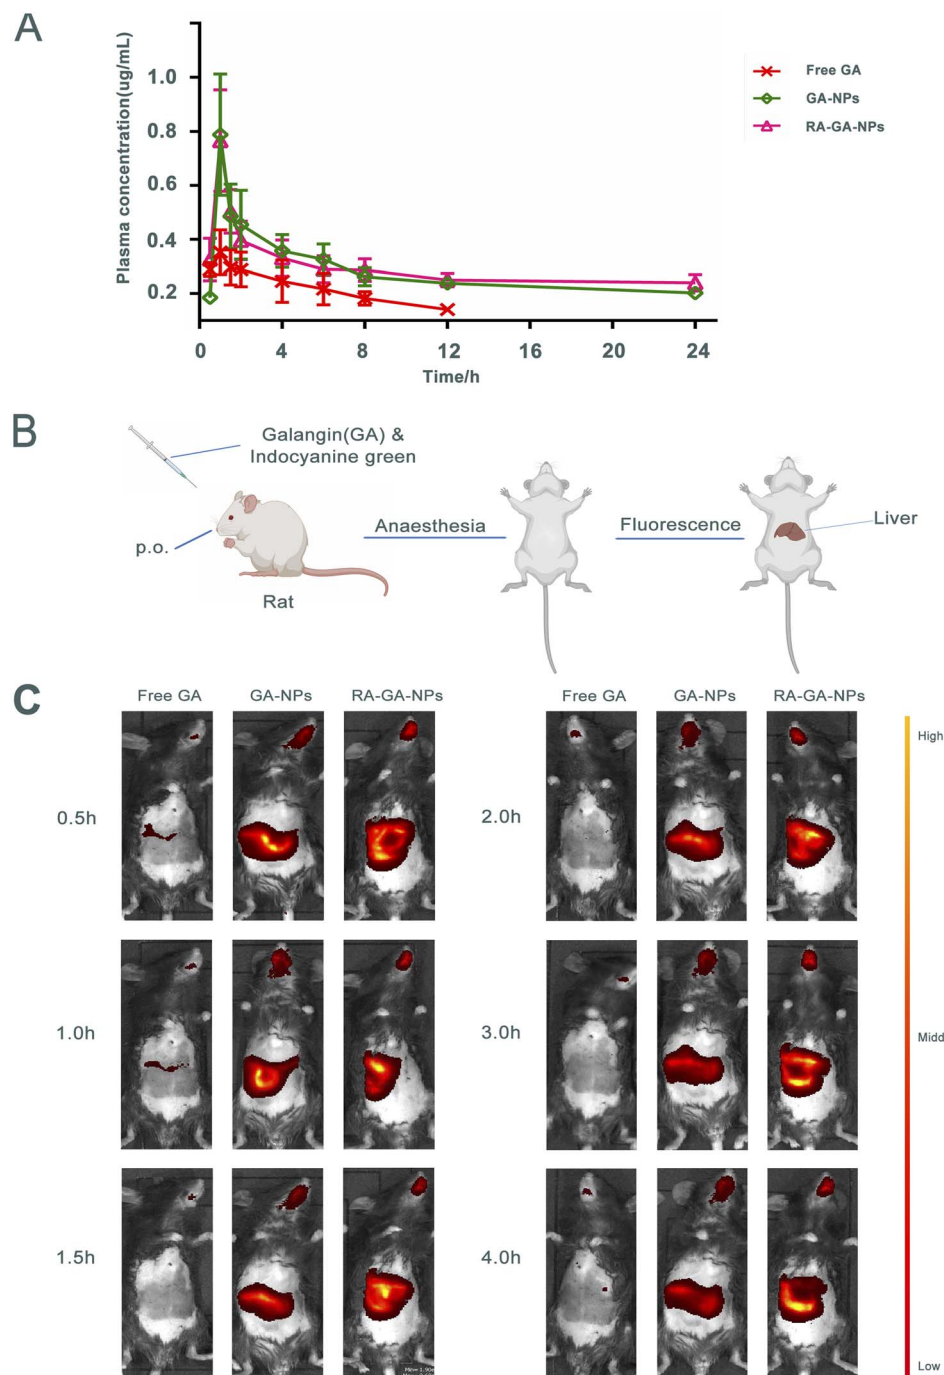 A
Plasma concentration(ug/mL)
1.0
0.8
0.6
0.4
0.2
0 4 8 12 16 20 24
Time/h
Free GA
GA-NPs
RA-GA-NPs
B
Galangin(GA) &
Indocyanine green
p.o.
Rat
Anaesthesia
Fluorescence
Liver
C
Free GA GA-NPs RA-GA-NPs Free GA GA-NPs RA-GA-NPs
High
0.5h 2.0h
1.0h 3.0h
Midd
1.5h 4.0h
Low